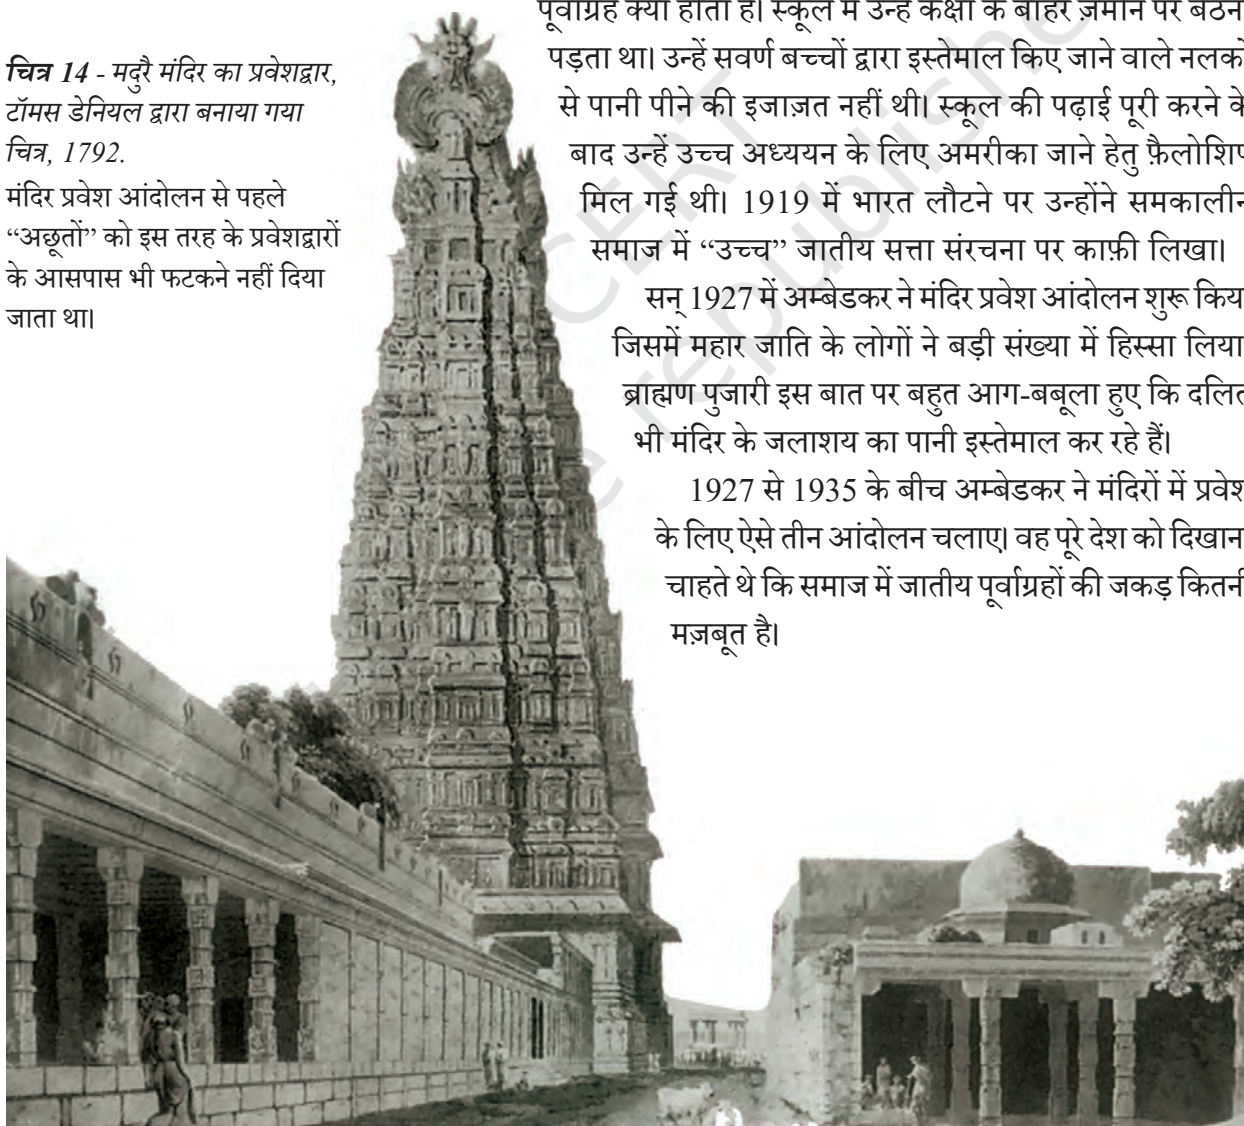 चित्र 14 - मदुरै मंदिर का प्रवेशद्वार,
टॉमस डेनियल द्वारा बनाया गया
चित्र, 1792.
मंदिर प्रवेश आंदोलन से पहले
“अछूतों” को इस तरह के प्रवेशद्वारों
के आसपास भी फटकने नहीं दिया
जाता था।
पूर्वाग्रह क्या होता है। स्कूल में उन्हें कक्षा के बाहर ज़मीन पर बैठना
पड़ता था। उन्हें सवर्ण बच्चों द्वारा इस्तेमाल किए जाने वाले नलकों
से पानी पीने की इजाज़त नहीं थी। स्कूल की पढ़ाई पूरी करने के
बाद उन्हें उच्च अध्ययन के लिए अमरीका जाने हेतु फ़ैलोशिप
मिल गई थी। 1919 में भारत लौटने पर उन्होंने समकालीन
समाज में “उच्च” जातीय सत्ता संरचना पर काफ़ी लिखा।
सन् 1927 में अम्बेडकर ने मंदिर प्रवेश आंदोलन शुरू किया
जिसमें महार जाति के लोगों ने बड़ी संख्या में हिस्सा लिया
ब्राह्मण पुजारी इस बात पर बहुत आग-बबूला हुए कि दलित
भी मंदिर के जलाशय का पानी इस्तेमाल कर रहे हैं।
1927 से 1935 के बीच अम्बेडकर ने मंदिरों में प्रवेश
के लिए ऐसे तीन आंदोलन चलाए। वह पूरे देश को दिखाना
चाहते थे कि समाज में जातीय पूर्वाग्रहों की जकड़ कितनी
मज़बूत है।